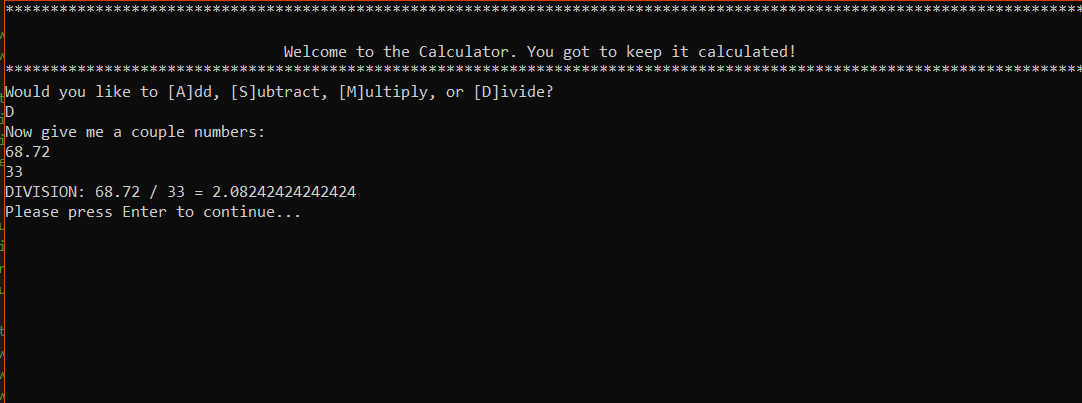 ************************************************************************************************************************
Welcome to the Calculator. You got to keep it calculated!
************************************************************************************************************************
Would you like to [A]dd, [S]ubtract, [M]ultiply, or [D]ivide?
D
Now give me a couple numbers:
68.72
33
DIVISION: 68.72 / 33 = 2.08242424242424
Please press Enter to continue...